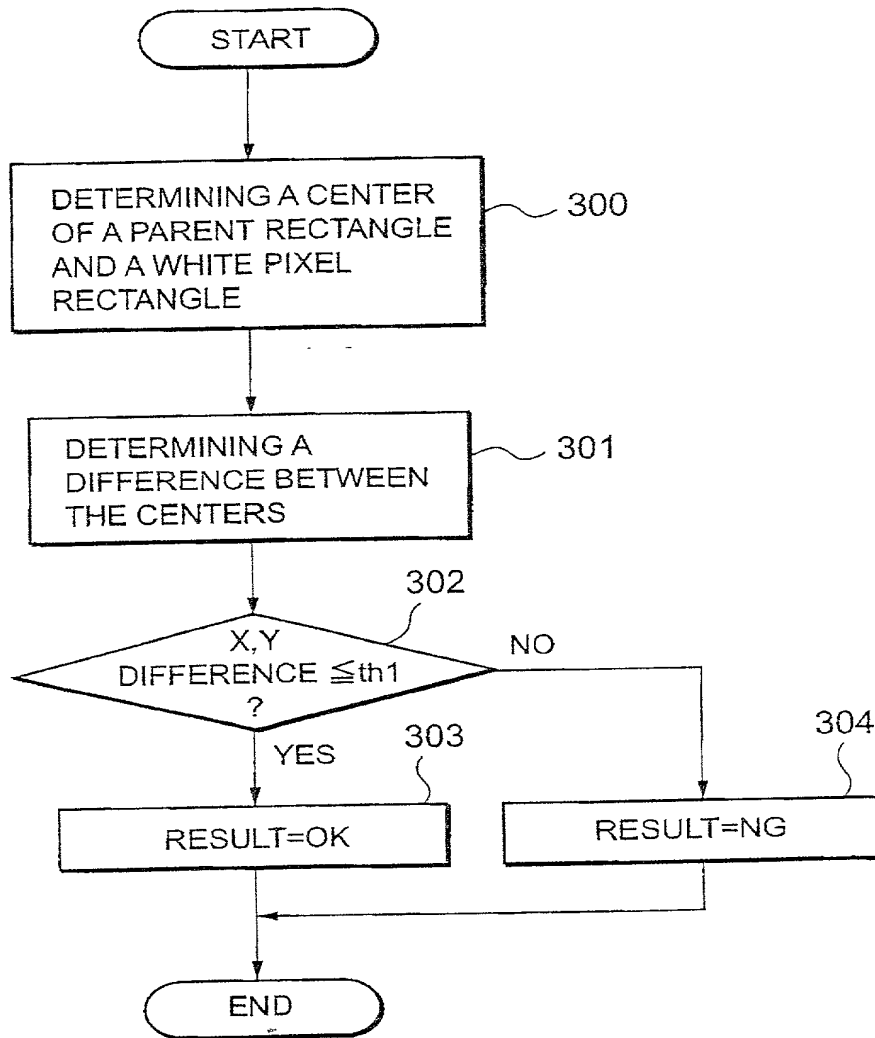 START
DETERMINING A CENTER
OF A PARENT RECTANGLE
AND A WHITE PIXEL
RECTANGLE
300
DETERMINING A
DIFFERENCE BETWEEN
THE CENTERS
301
302
X,Y
DIFFERENCE ≦th1
?
NO
YES
303
RESULT=OK
304
RESULT=NG
END